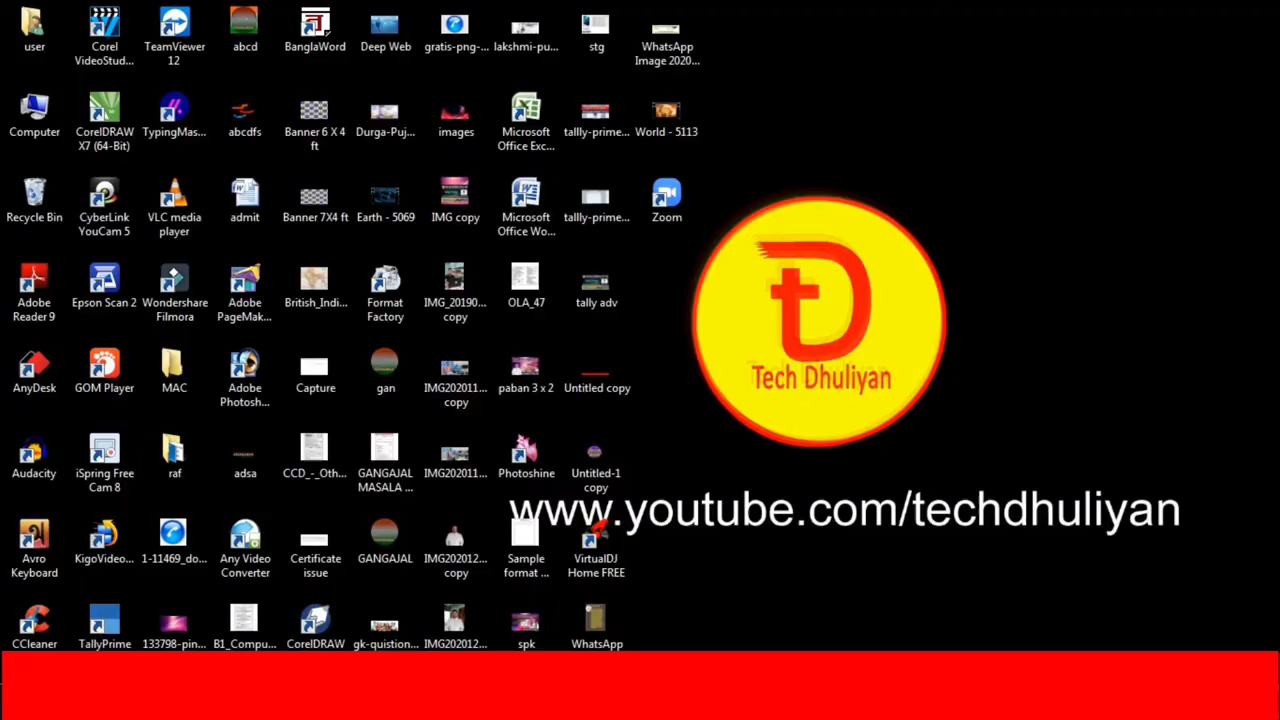 user
Corel
VideoStud...
TeamViewer
12
abcd
BanglaWord
Deep Web
gratis-png-...
lakshmi-pu...
stg
WhatsApp
Image 2020...
Computer
CorelDRAW
X7 (64-Bit)
TypingMas...
abcdfs
Banner 6 X 4
ft
Durga-Puj...
images
Microsoft
Office Exc...
tallly-prime...
World - 5113
Recycle Bin
CyberLink
YouCam 5
VLC media
player
admit
Banner 7X4 ft
Earth - 5069
IMG copy
Microsoft
Office Wo...
tallly-prime...
Zoom
Adobe
Reader 9
Epson Scan 2
Wondershare
Filmora
Adobe
PageMak...
British_Indi...
Format
Factory
IMG_20190...
copy
OLA_47
tally adv
AnyDesk
GOM Player
MAC
Adobe
Photosh...
Capture
gan
IMG202011...
copy
paban 3 x 2
Untitled copy
Tech Dhuliyan
Audacity
iSpring Free
Cam 8
raf
adsa
CCD_-_Oth...
GANGAJAL
MASALA ...
IMG202011...
Photoshine
Untitled-1
copy
www.youtube.com/techdhuliyan
Avro
Keyboard
KigoVideo...
1-11469_do...
Any Video
Converter
Certificate
issue
GANGAJAL
IMG202012...
copy
Sample
format ...
VirtualDJ
Home FREE
CCleaner
TallyPrime
133798-pin...
B1_Compu...
CorelDRAW
gk-quistion...
IMG202012...
spk
WhatsApp